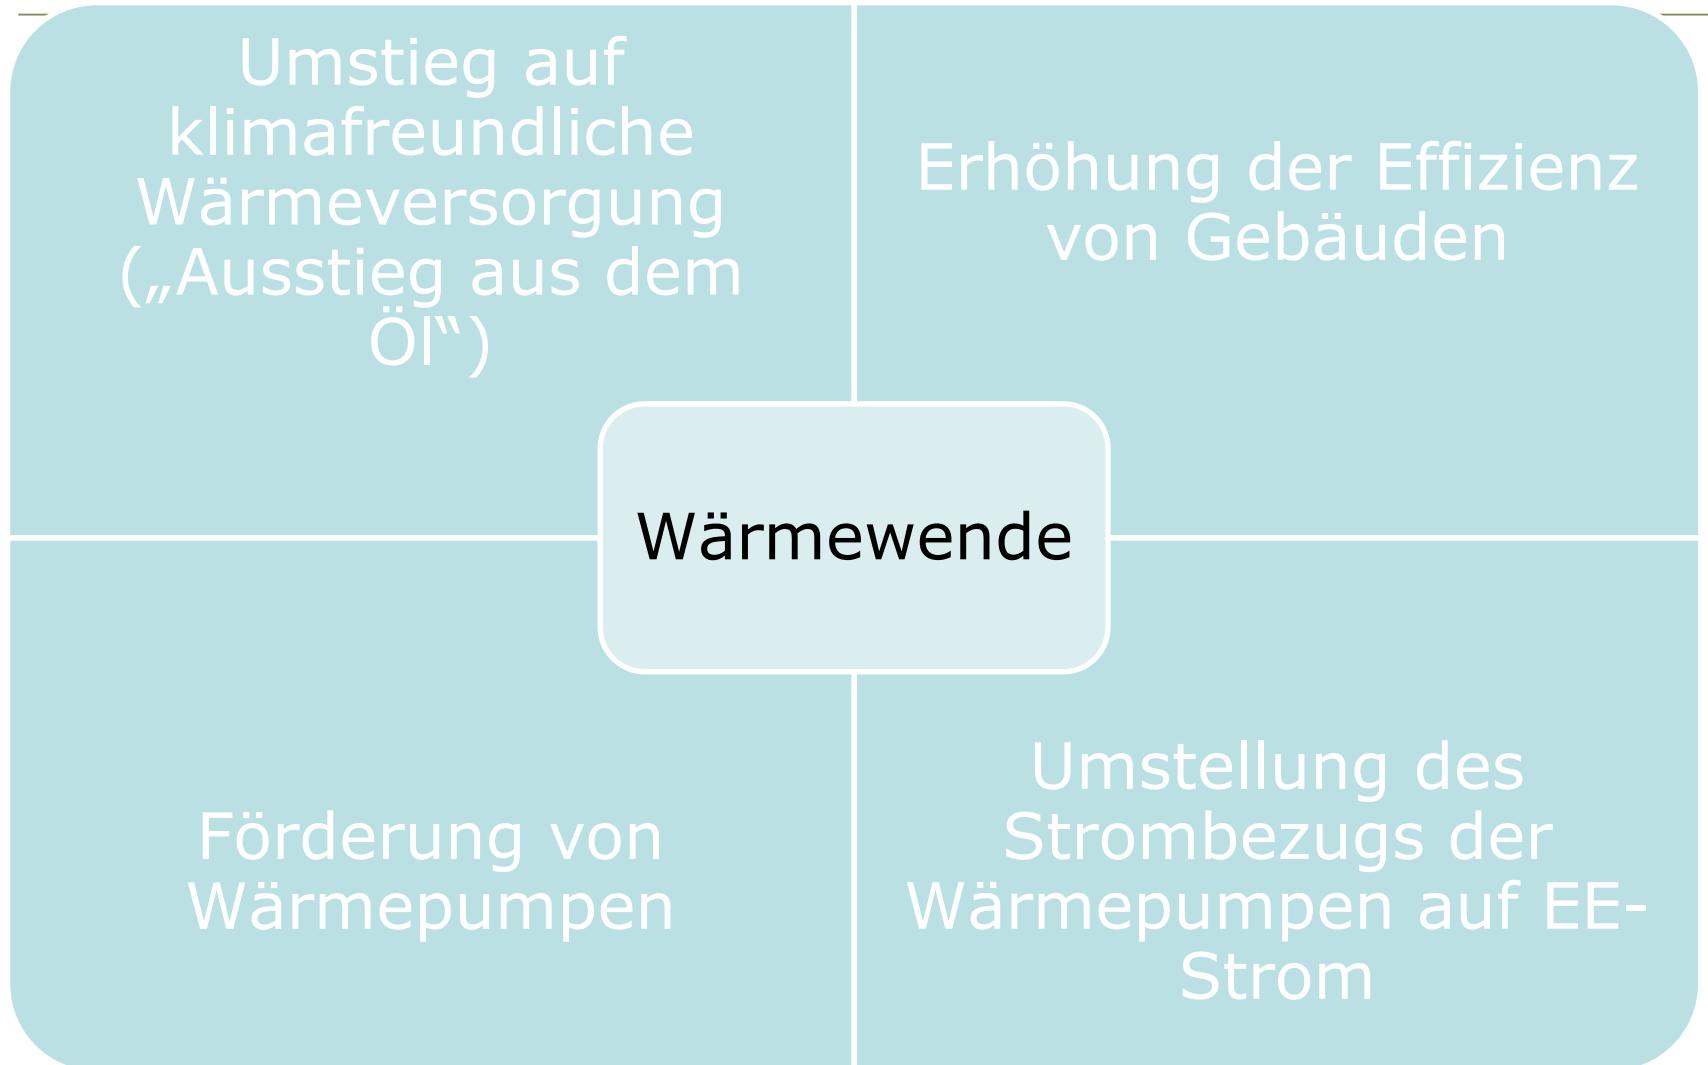 Umstieg auf
klimafreundliche
Wärmeversorgung
(„Ausstieg aus dem
Öl“)
Erhöhung der Effizienz
von Gebäuden
Wärmewende
Förderung von
Wärmepumpen
Umstellung des
Strombezugs der
Wärmepumpen auf EE-
Strom